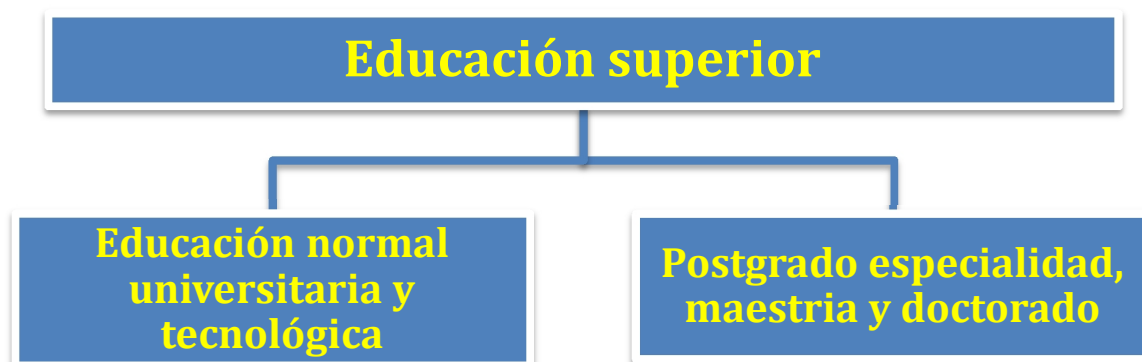 Educación superior
Educación normal
universitaria y
tecnológica
Postgrado especialidad,
maestria y doctorado